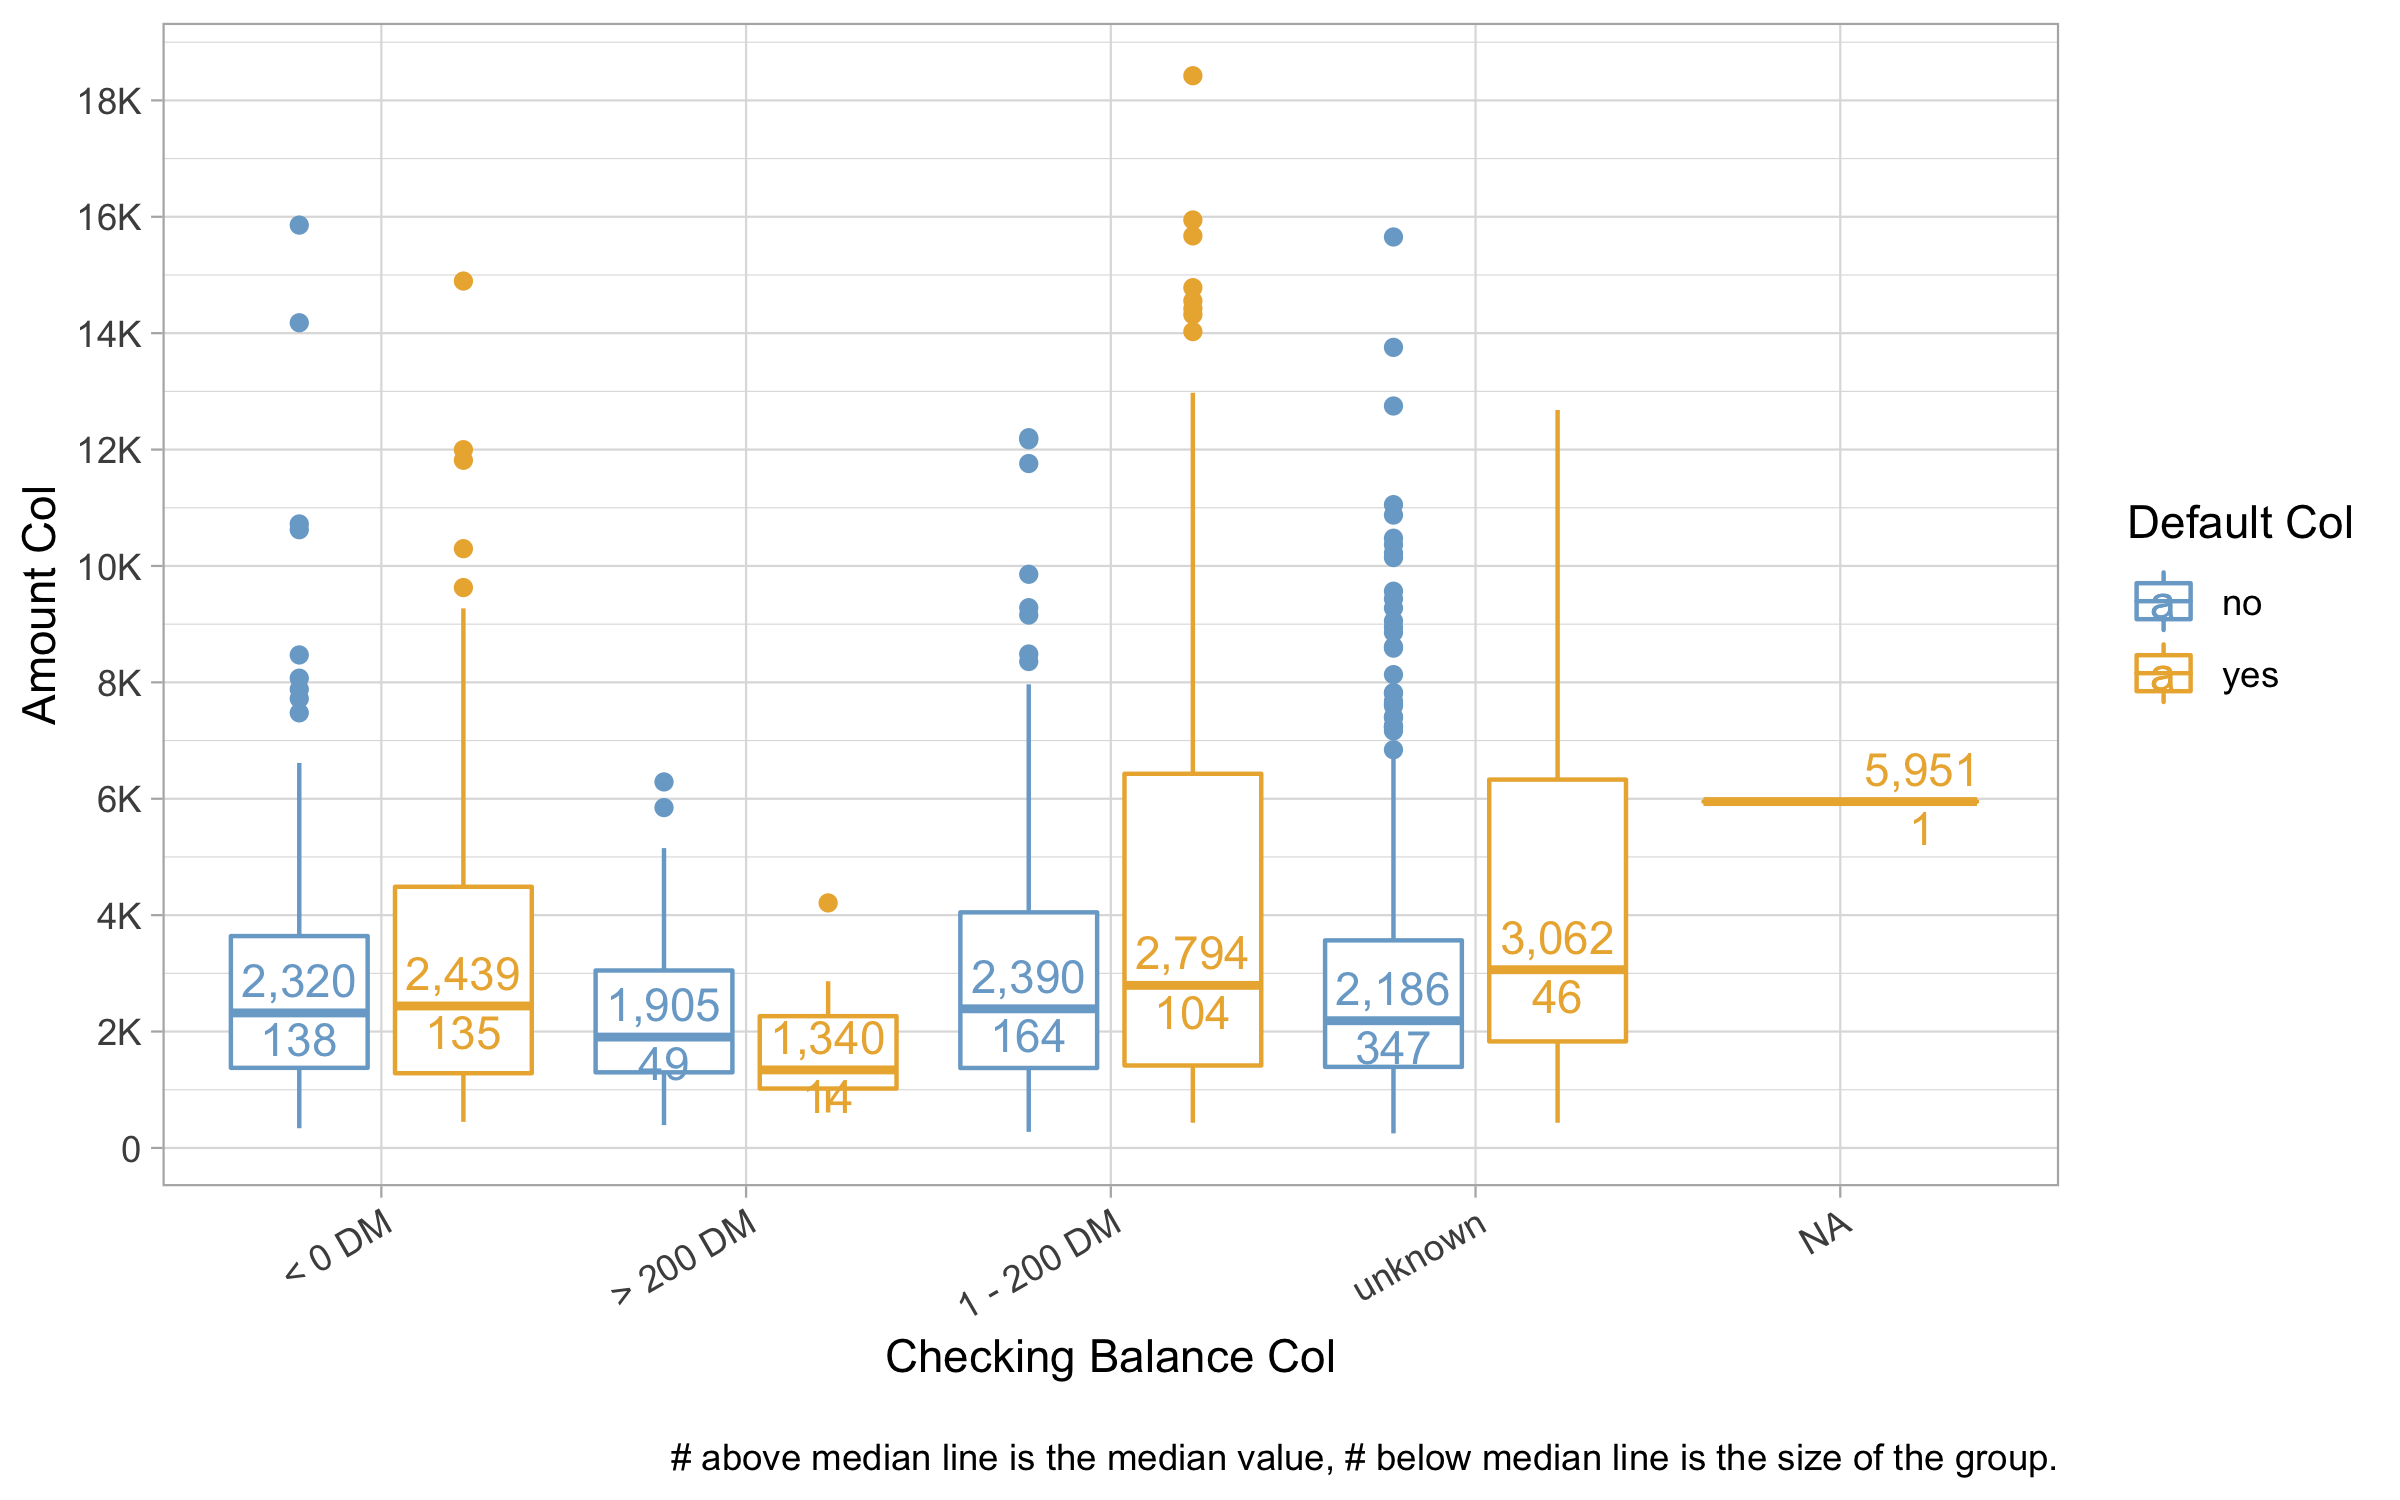 18K
16K
14K
12K
10K
8K
6K
4K
2K
0
Amount Col
2,320
138
2,439
135
1,905
49
1,340
14
2,390
164
2,794
104
2,186
347
3,062
46
5,951
1
< 0 DM
> 200 DM
1 - 200 DM
unknown
NA
Checking Balance Col
Default Col
a no
a yes
# above median line is the median value, # below median line is the size of the group.